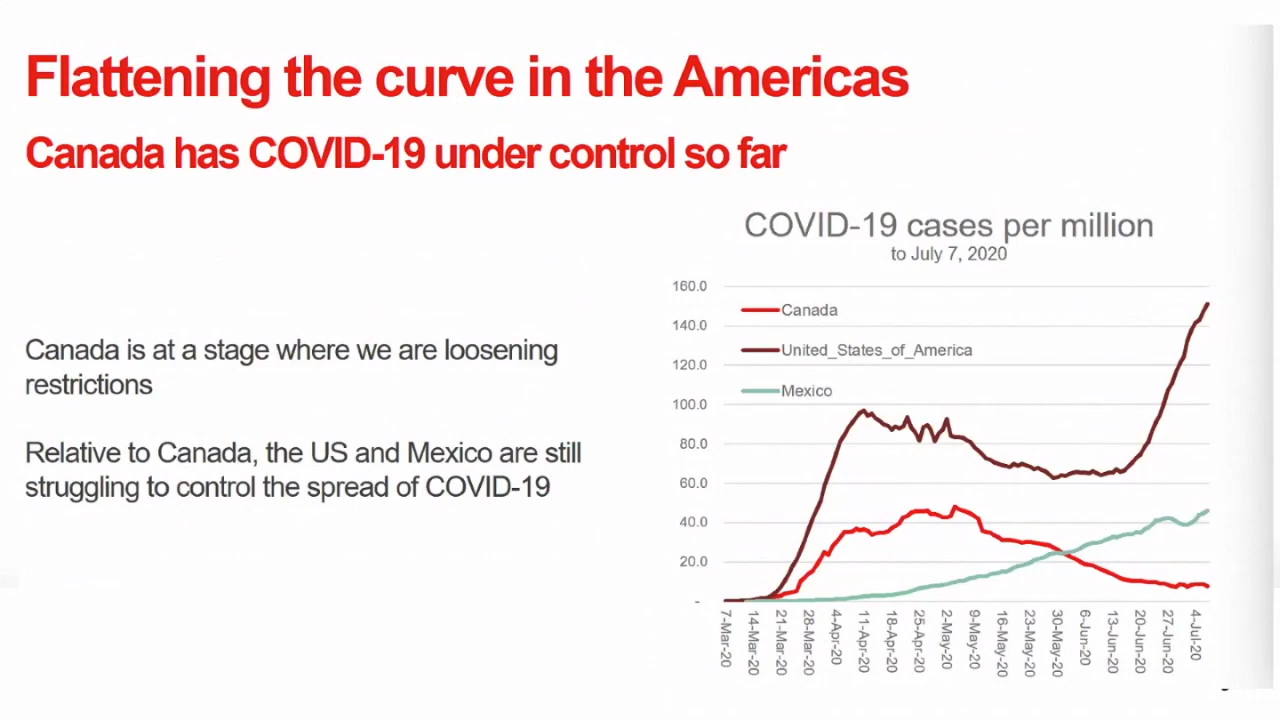 Flattening the curve in the Americas
Canada has COVID-19 under control so far
Canada is at a stage where we are loosening
restrictions
Relative to Canada, the US and Mexico are still
struggling to control the spread of COVID-19
COVID-19 cases per million
to July 7, 2020
160.0
140.0
120.0
100.0
80.0
60.0
40.0
20.0
-
Canada
United_States_of_America
Mexico
7-Mar-20
14-Mar-20
21-Mar-20
28-Mar-20
4-Apr-20
11-Apr-20
18-Apr-20
25-Apr-20
2-May-20
9-May-20
16-May-20
23-May-20
30-May-20
6-Jun-20
13-Jun-20
20-Jun-20
27-Jun-20
4-Jul-20